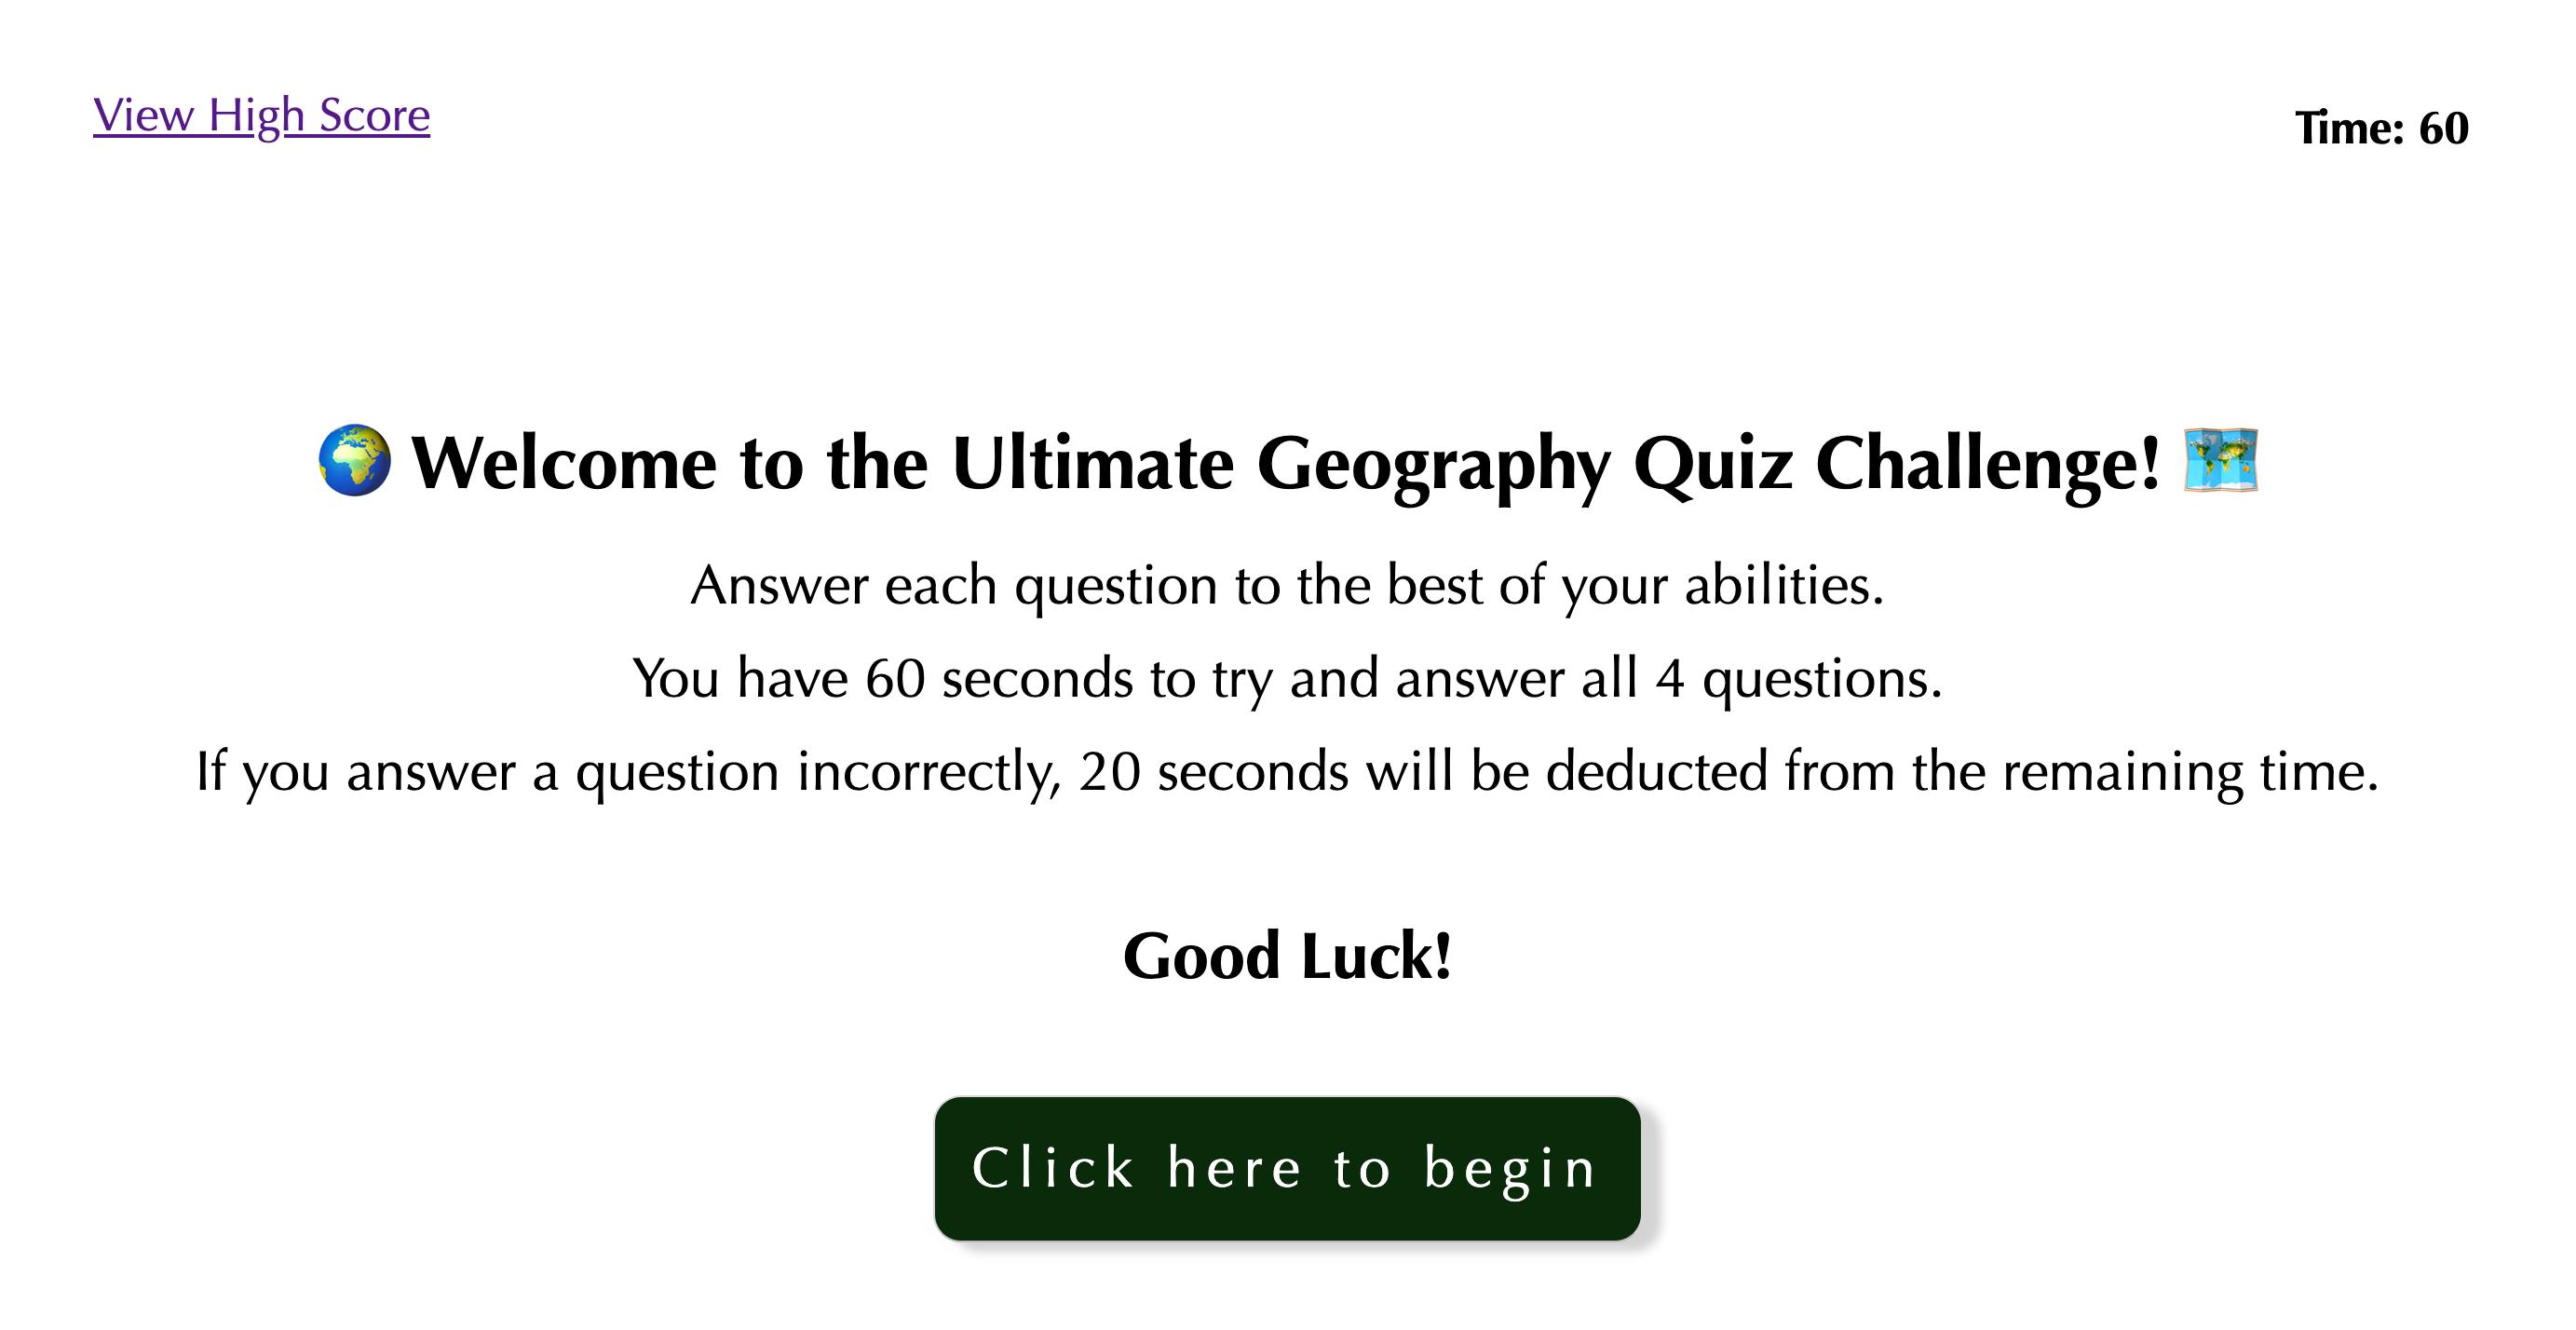 View High Score
Time: 60
🌍 Welcome to the Ultimate Geography Quiz Challenge! 🗺️
Answer each question to the best of your abilities.
You have 60 seconds to try and answer all 4 questions.
If you answer a question incorrectly, 20 seconds will be deducted from the remaining time.
Good Luck!
Click here to begin